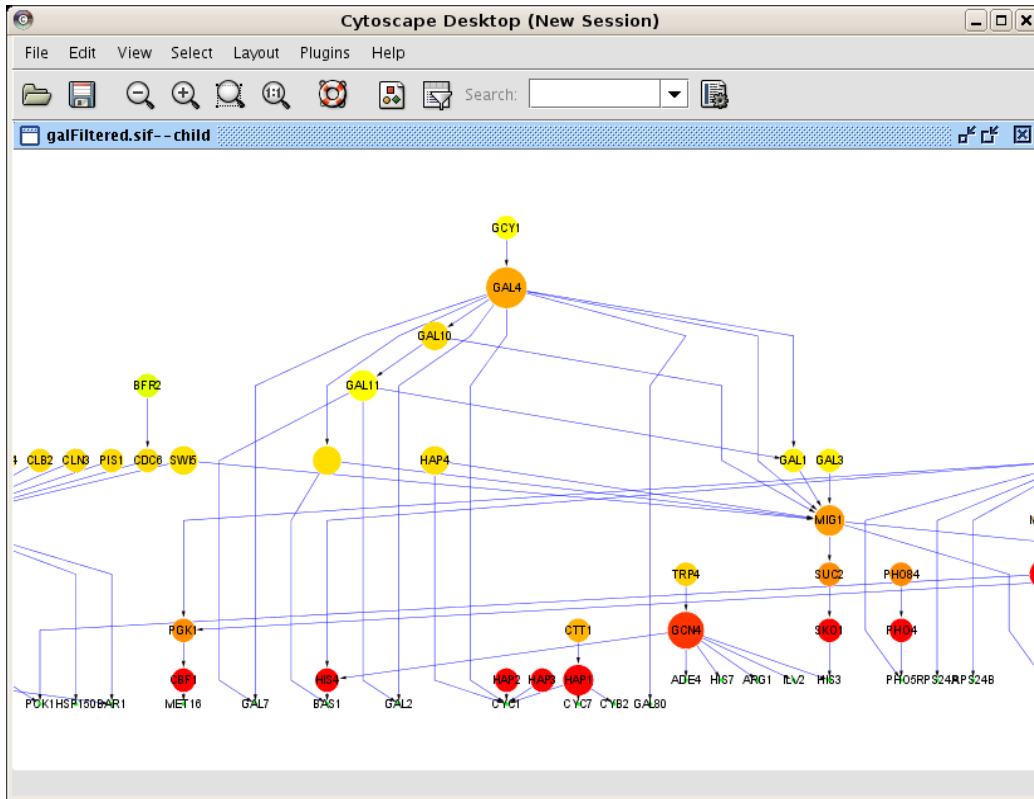 Cytoscape Desktop (New Session)
File Edit View Select Layout Plugins Help
Search:
galFiltered.sif--child
GCY1
GAL4
GAL10
BFR2 GAL11
4 CLB2 CLN3 PIS1 CDC6 SWI5 HAP4 GAL1 GAL3
MIG1
TRP4 SUC2 PHO84
PGK1 CTT1 GCN4 SKO1 PHO4
CBF1 HIS4 HAP2 HAP3 HAP1 ADE4 HIS7 ARG1 ILV2 HIS3 PHO5 RPS24A RPS24B
HSP150 BAR1 MET16 GAL7 BAS1 GAL2 CYC1 CYC7 CYB2 GAL80